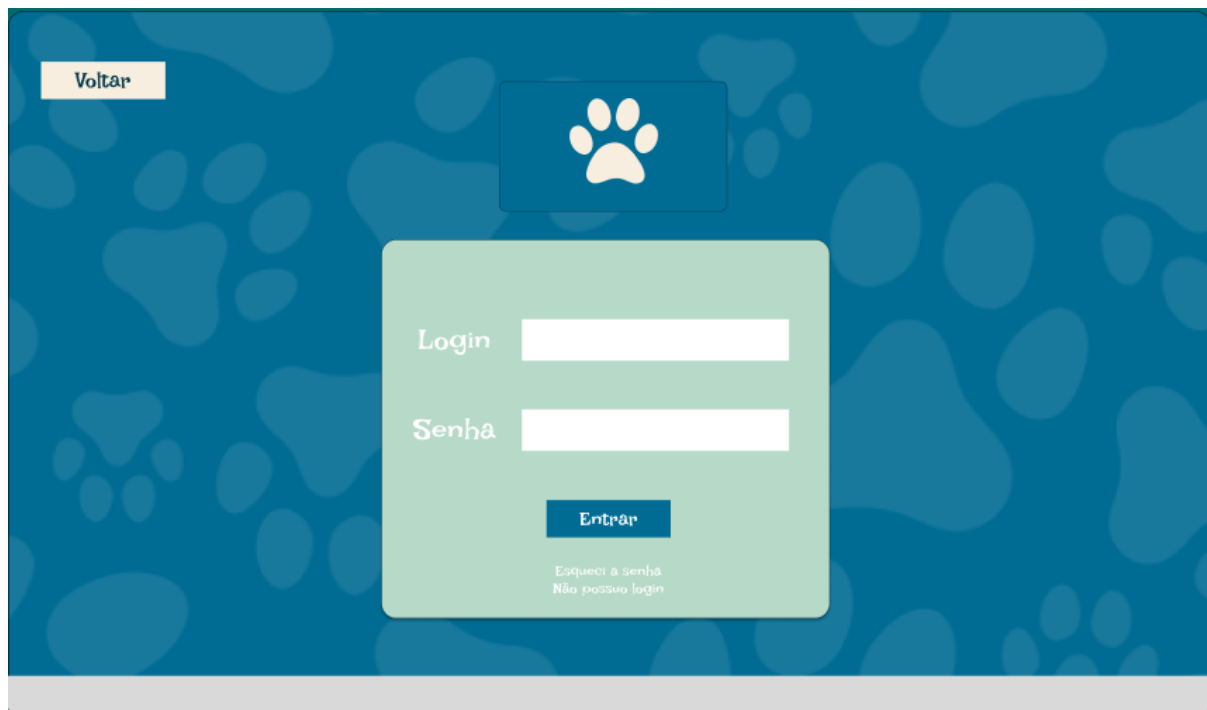 Voltar
Login
Senha
Entrar
Esqueci a senha
Não possuo login